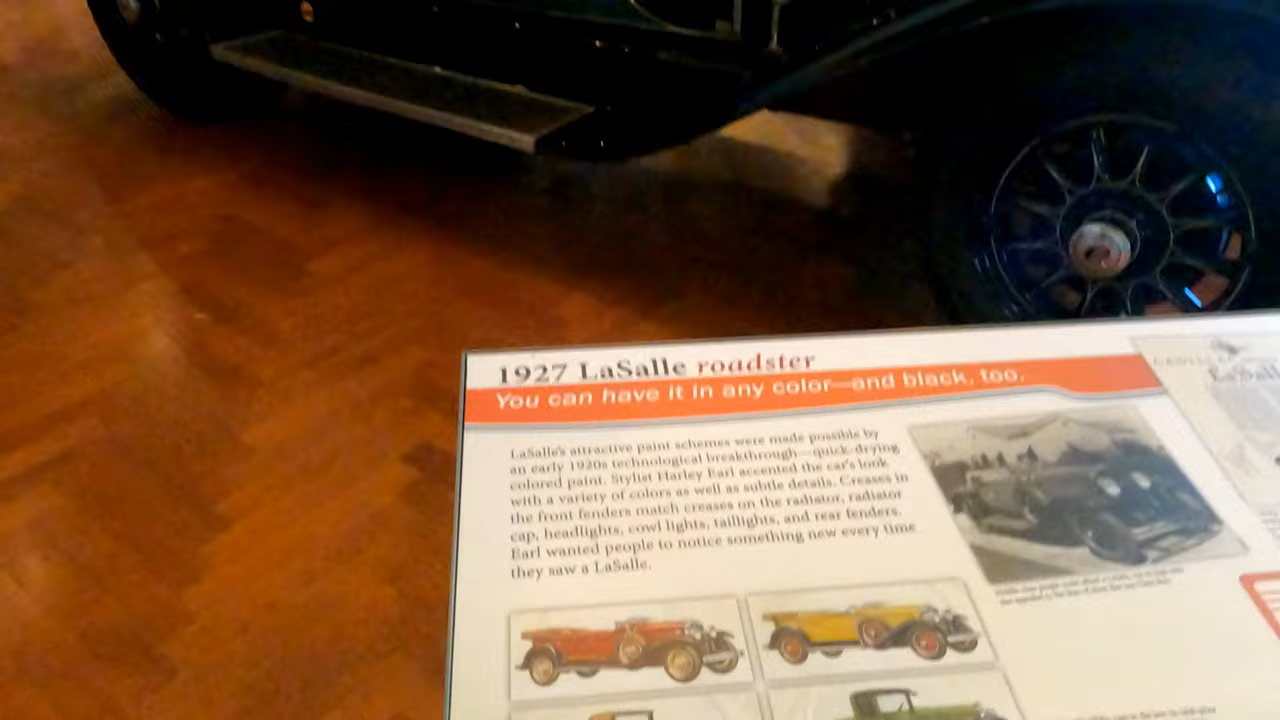 1927 LaSalle roadster
You can have it in any color—and black, too.
LaSalle's attractive paint schemes were made possible by
an early 1920s technological breakthrough—quick-drying
colored paint. Stylist Harley Earl accented the car's look
with a variety of colors as well as subtle details. Creases in
the front fenders match creases on the radiator, radiator
cap, headlights, cowl lights, taillights, and rear fenders.
Earl wanted people to notice something new every time
they saw a LaSalle.
LaSalle